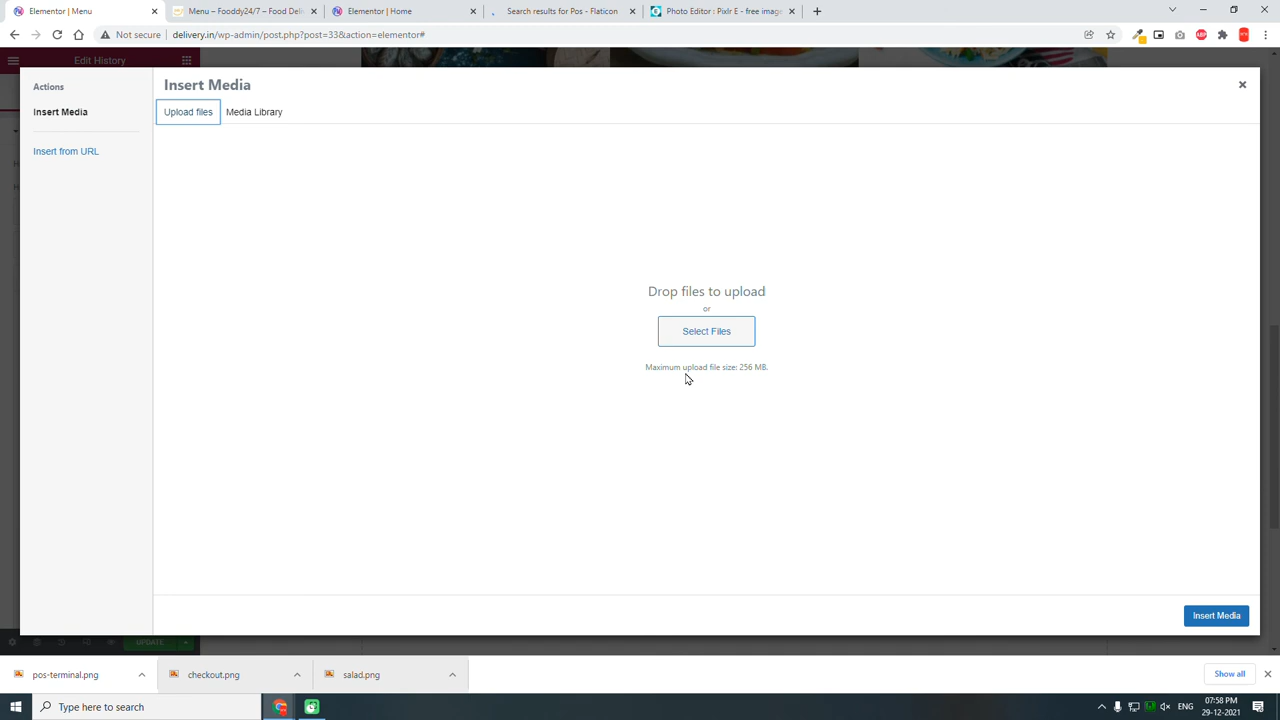 Elementor | Menu
Menu – Fooddy24/7 – Food Deli
Elementor | Home
Search results for Pos - Flaticon
Photo Editor : Pixlr E - free image
Not secure | delivery.in/wp-admin/post.php?post=33&action=elementor#
Edit History
Actions
Insert Media
Insert Media
Upload files
Media Library
Insert from URL
Drop files to upload
or
Select Files
Maximum upload file size: 256 MB.
Insert Media
UPDATE
pos-terminal.png
checkout.png
salad.png
Show all
Type here to search
ENG
07:58 PM
29-12-2021